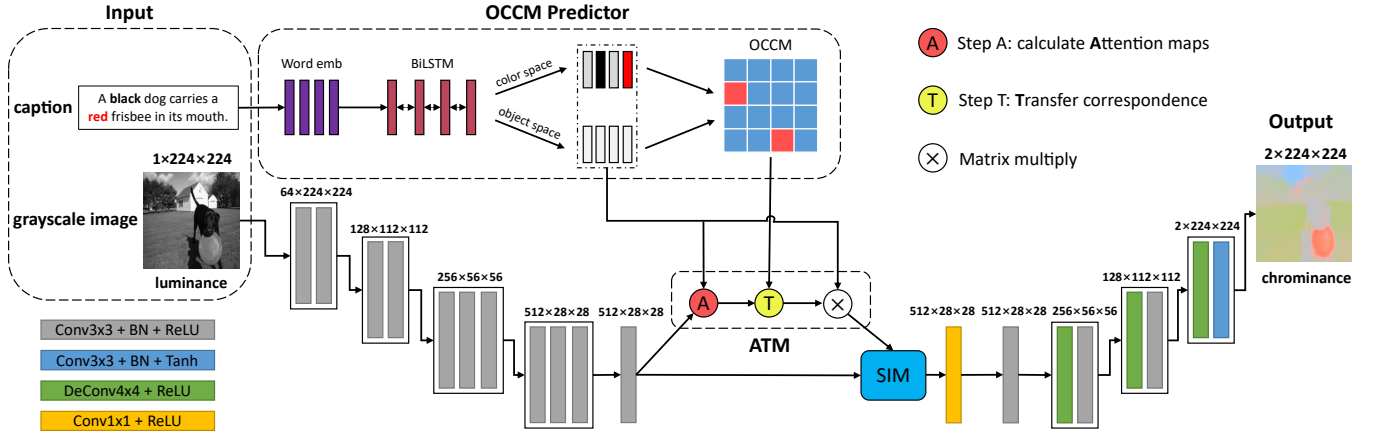 Input
OCCM Predictor
caption
A black dog carries a
red frisbee in its mouth.
Word emb
BiLSTM
color space
object space
OCCM
A
Step A: calculate Attention maps
T
Step T: Transfer correspondence
×
Matrix multiply
Output
2×224×224
chrominance
1×224×224
grayscale image
luminance
64×224×224
128×112×112
256×56×56
512×28×28
512×28×28
A
T
×
ATM
SIM
512×28×28
512×28×28
256×56×56
128×112×112
2×224×224
Conv3x3 + BN + ReLU
Conv3x3 + BN + Tanh
DeConv4x4 + ReLU
Conv1x1 + ReLU